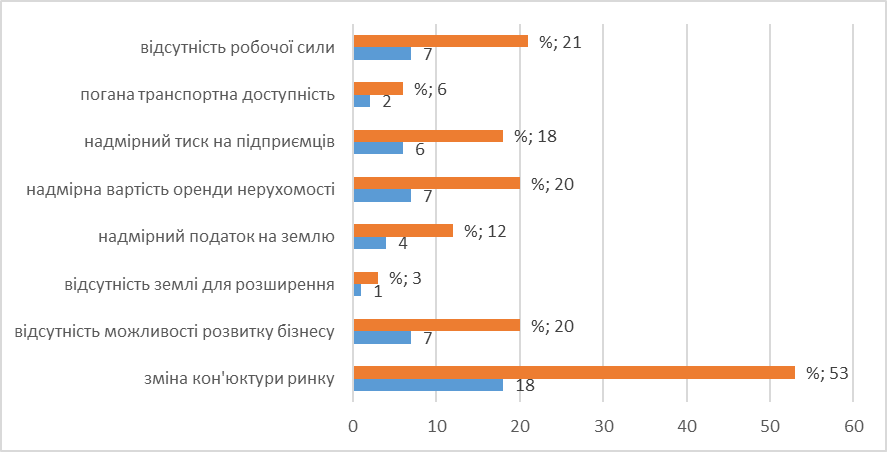 відсутність робочої сили
%; 21
7
погана транспортна доступність
%; 6
2
надмірний тиск на підприємців
%; 18
6
надмірна вартість оренди нерухомості
%; 20
7
надмірний податок на землю
%; 12
4
відсутність землі для розширення
%; 3
1
відсутність можливості розвитку бізнесу
%; 20
7
зміна кон'юктури ринку
%; 53
18
0 10 20 30 40 50 60